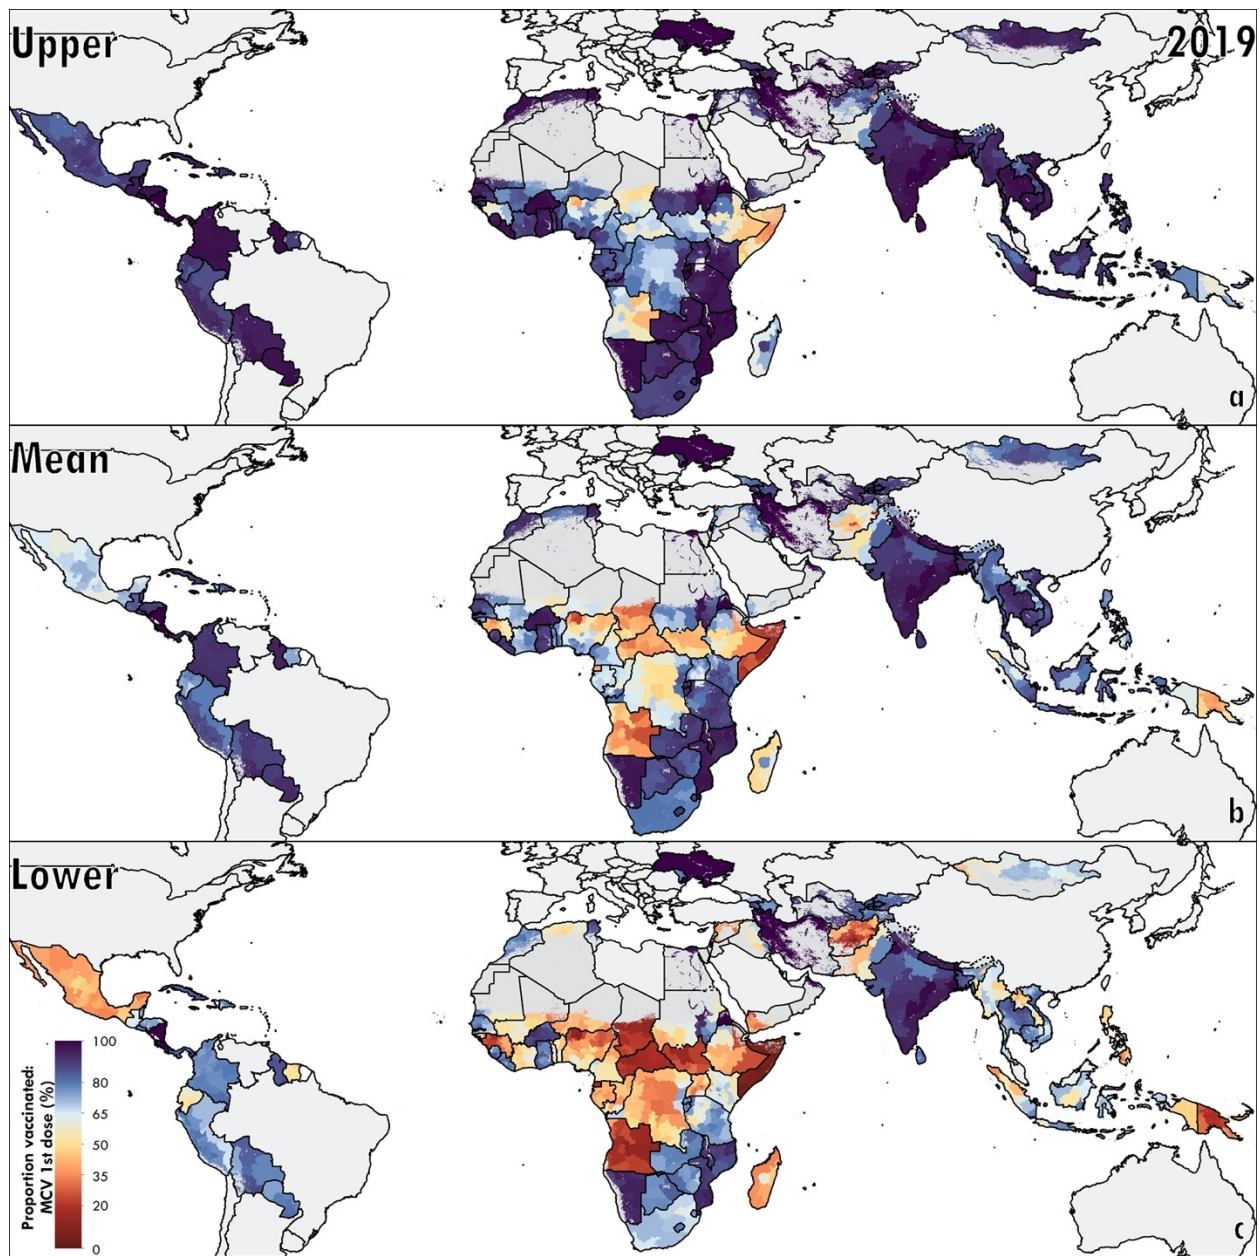 Upper
2019
a
Mean
b
Lower
Proportion vaccinated:
MCV 1st dose (%)
100
80
65
50
35
20
0
c